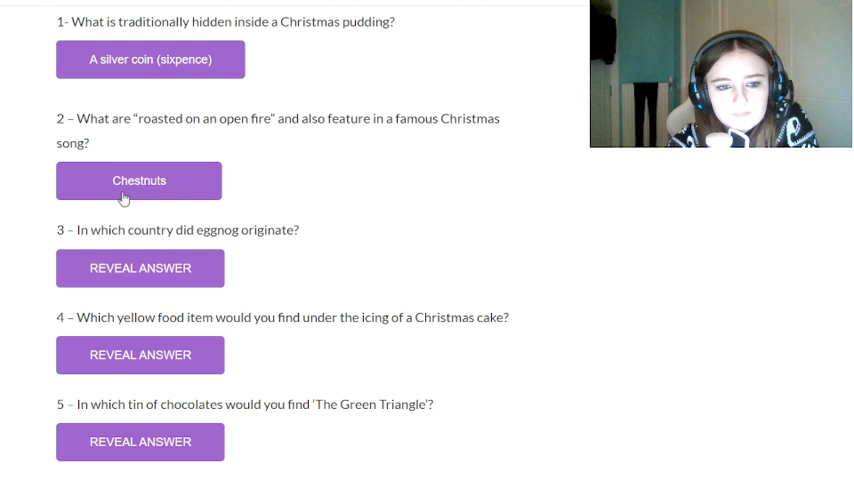 1- What is traditionally hidden inside a Christmas pudding?
A silver coin (sixpence)
2 – What are “roasted on an open fire” and also feature in a famous Christmas
song?
Chestnuts
3 – In which country did eggnog originate?
REVEAL ANSWER
4 – Which yellow food item would you find under the icing of a Christmas cake?
REVEAL ANSWER
5 – In which tin of chocolates would you find ‘The Green Triangle’?
REVEAL ANSWER